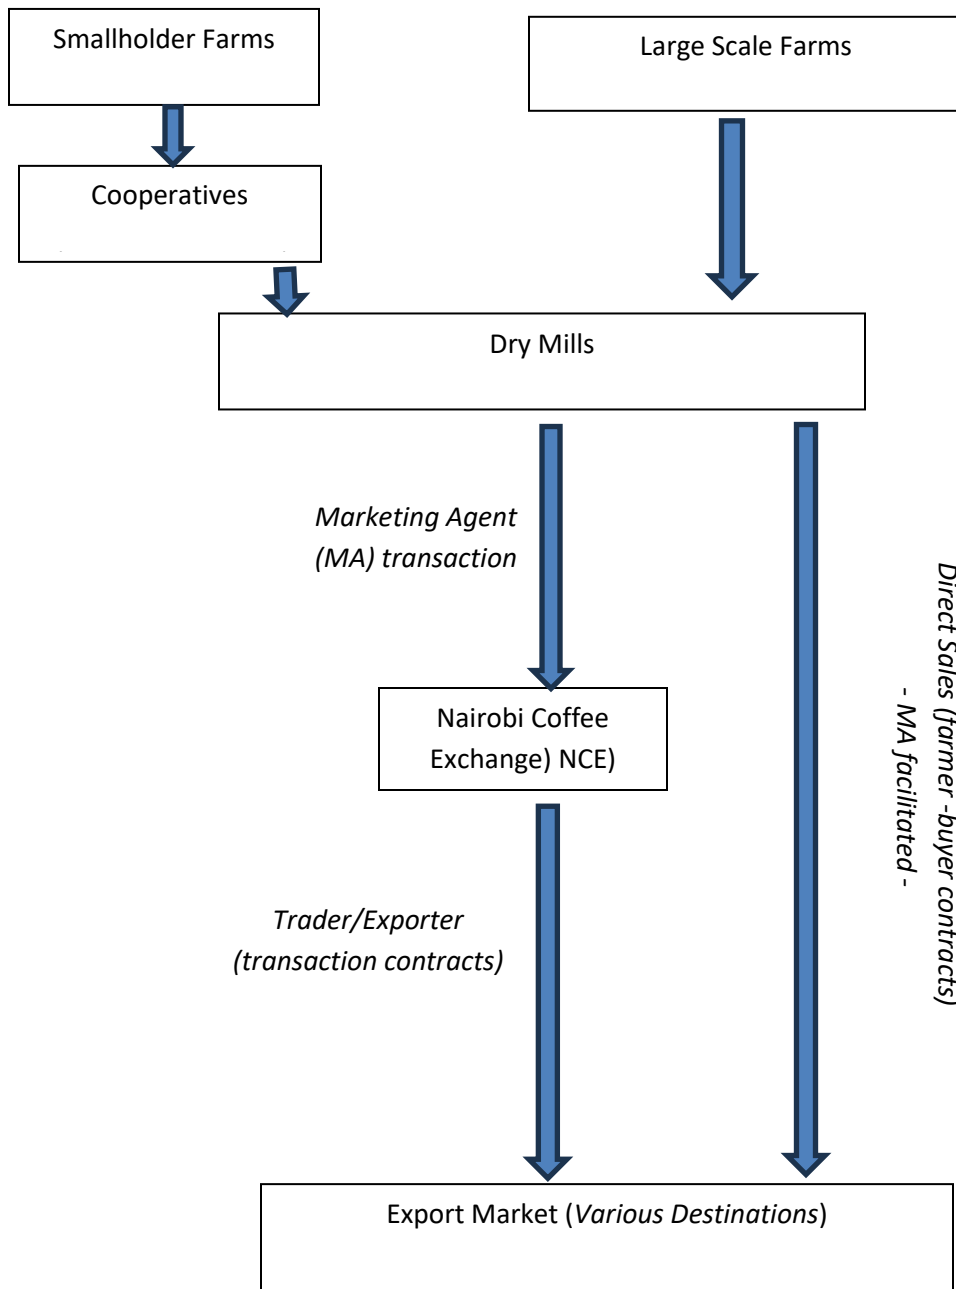 Smallholder Farms
Large Scale Farms
Cooperatives
Dry Mills
Marketing Agent
(MA) transaction
Nairobi Coffee
Exchange) NCE)
Trader/Exporter
(transaction contracts)
Direct Sales (farmer -buyer contracts)
- MA facilitated -
Export Market (Various Destinations)